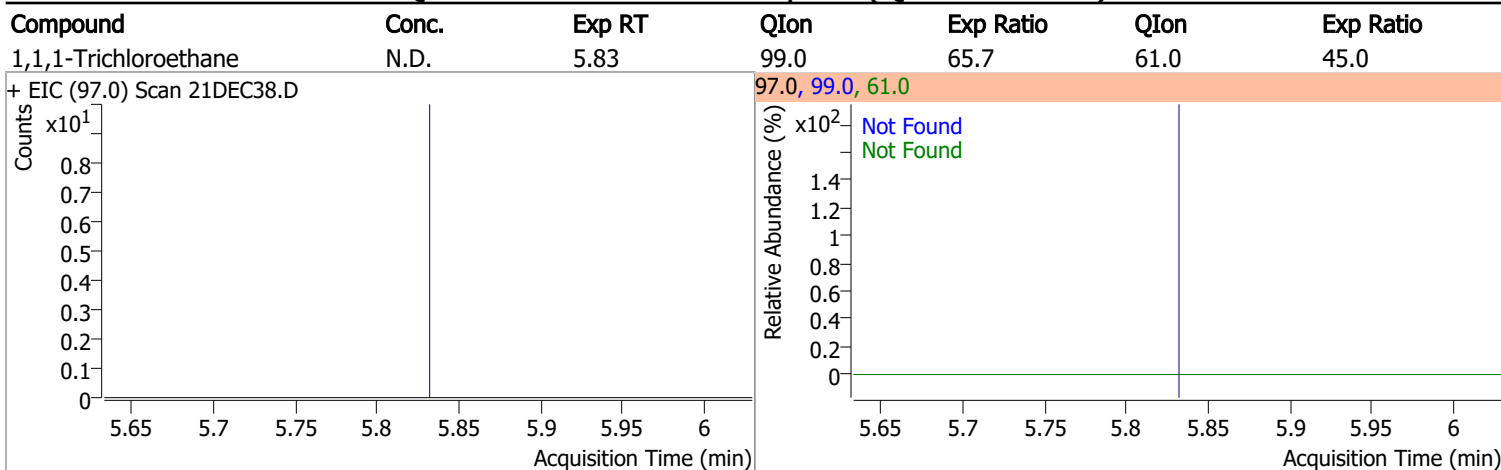 Compound Conc. Exp RT QIon Exp Ratio QIon Exp Ratio
1,1,1-Trichloroethane N.D. 5.83 99.0 65.7 61.0 45.0
+ EIC (97.0) Scan 21DEC38.D
Counts
x10^1
0.8
0.7
0.6
0.5
0.4
0.3
0.2
0.1
0
5.65 5.7 5.75 5.8 5.85 5.9 5.95 6
Acquisition Time (min)
97.0, 99.0, 61.0
Relative Abundance (%)
x10^2
Not Found
Not Found
1.4
1.2
1
0.8
0.6
0.4
0.2
0
5.65 5.7 5.75 5.8 5.85 5.9 5.95 6
Acquisition Time (min)